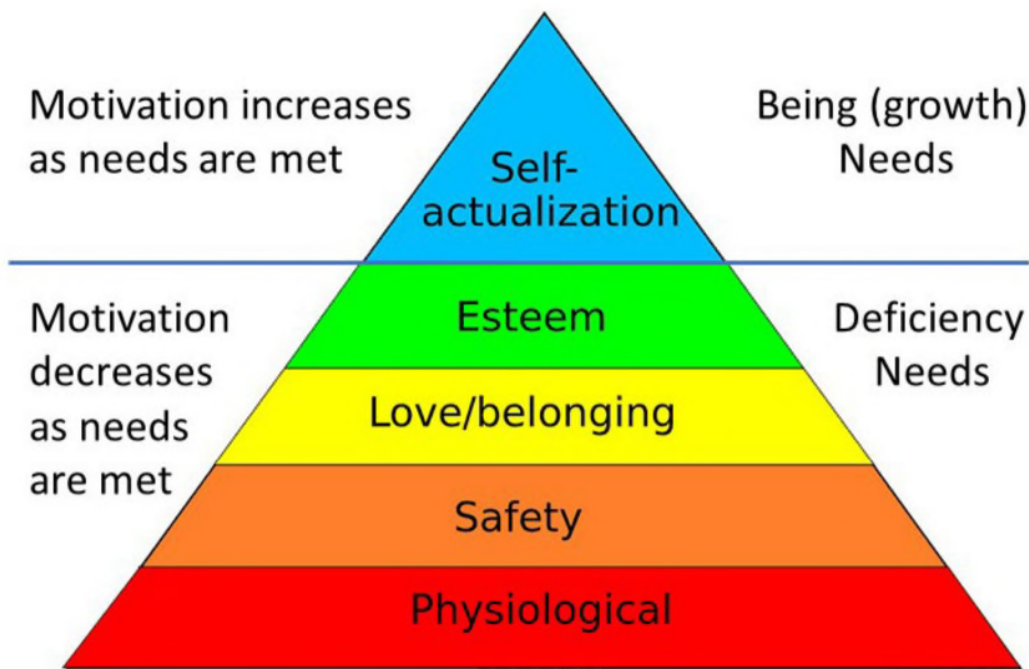 Motivation increases
as needs are met
Being (growth)
Needs
Self-
actualization
Motivation
decreases
as needs
are met
Esteem
Deficiency
Needs
Love/belonging
Safety
Physiological